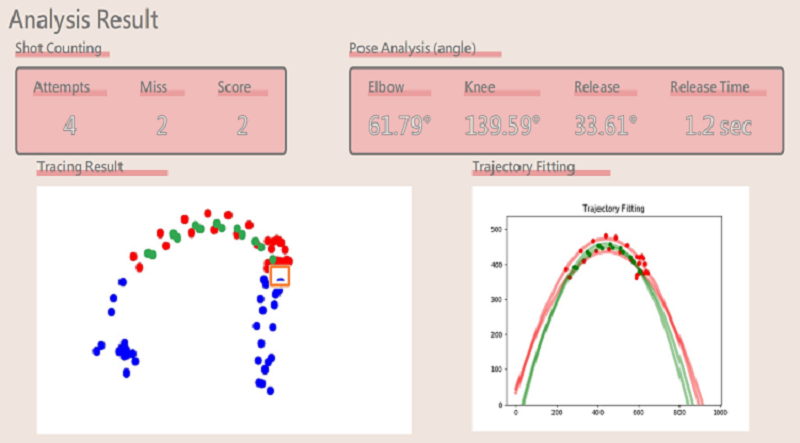 Analysis Result
Shot Counting
Pose Analysis (angle)
Attempts Miss Score
Elbow Knee Release Release Time
4 2 2
61.79° 139.59° 33.61° 1.2 sec
Tracing Result
Trajectory Fitting
Trajectory Fitting
500
400
300
200
100
0
0 200 400 600 800 1000